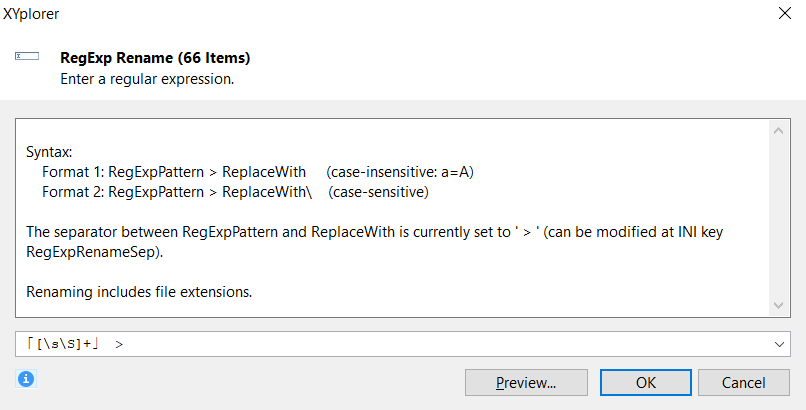 XYplorer
RegExp Rename (66 Items)
Enter a regular expression.
Syntax:
Format 1: RegExpPattern > ReplaceWith (case-insensitive: a=A)
Format 2: RegExpPattern > ReplaceWith\ (case-sensitive)
The separator between RegExpPattern and ReplaceWith is currently set to ' > ' (can be modified at INI key
RegExpRenameSep).
Renaming includes file extensions.
「[\s\S]+」 >
Preview...
OK
Cancel